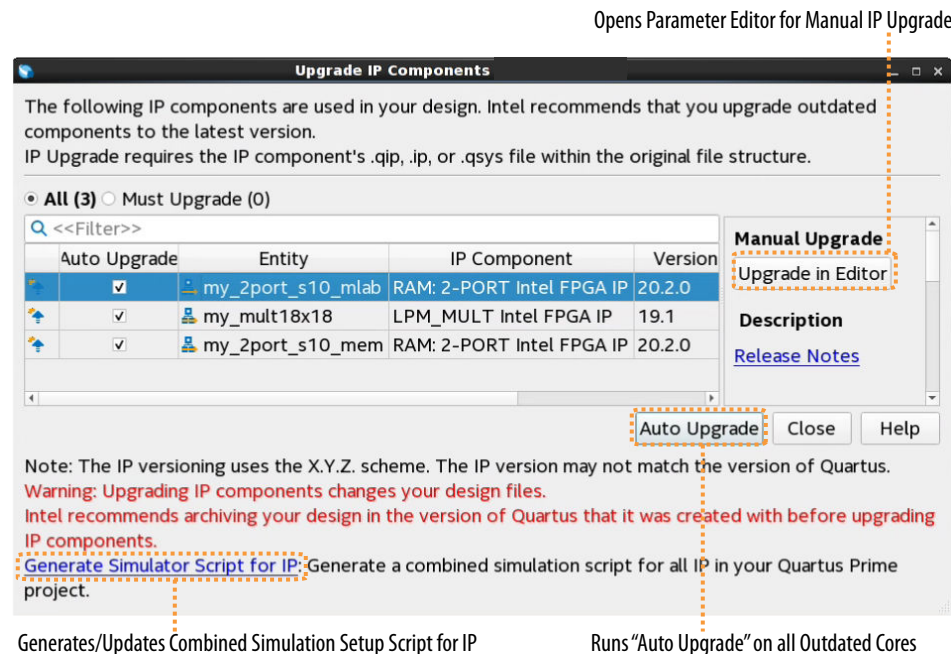 Opens Parameter Editor for Manual IP Upgrade
Upgrade IP Components
The following IP components are used in your design. Intel recommends that you upgrade outdated
components to the latest version.
IP Upgrade requires the IP component's .qip, .ip, or .qsys file within the original file structure.
All (3) Must Upgrade (0)
<<Filter>>
Auto Upgrade Entity IP Component Version
my_2port_s10_mlab RAM: 2-PORT Intel FPGA IP 20.2.0
my_mult18x18 LPM_MULT Intel FPGA IP 19.1
my_2port_s10_mem RAM: 2-PORT Intel FPGA IP 20.2.0
Manual Upgrade
Upgrade in Editor
Description
Release Notes
Auto Upgrade Close Help
Note: The IP versioning uses the X.Y.Z. scheme. The IP version may not match the version of Quartus.
Warning: Upgrading IP components changes your design files.
Intel recommends archiving your design in the version of Quartus that it was created with before upgrading
IP components.
Generate Simulator Script for IP: Generate a combined simulation script for all IP in your Quartus Prime
project.
Generates/Updates Combined Simulation Setup Script for IP
Runs “Auto Upgrade” on all Outdated Cores